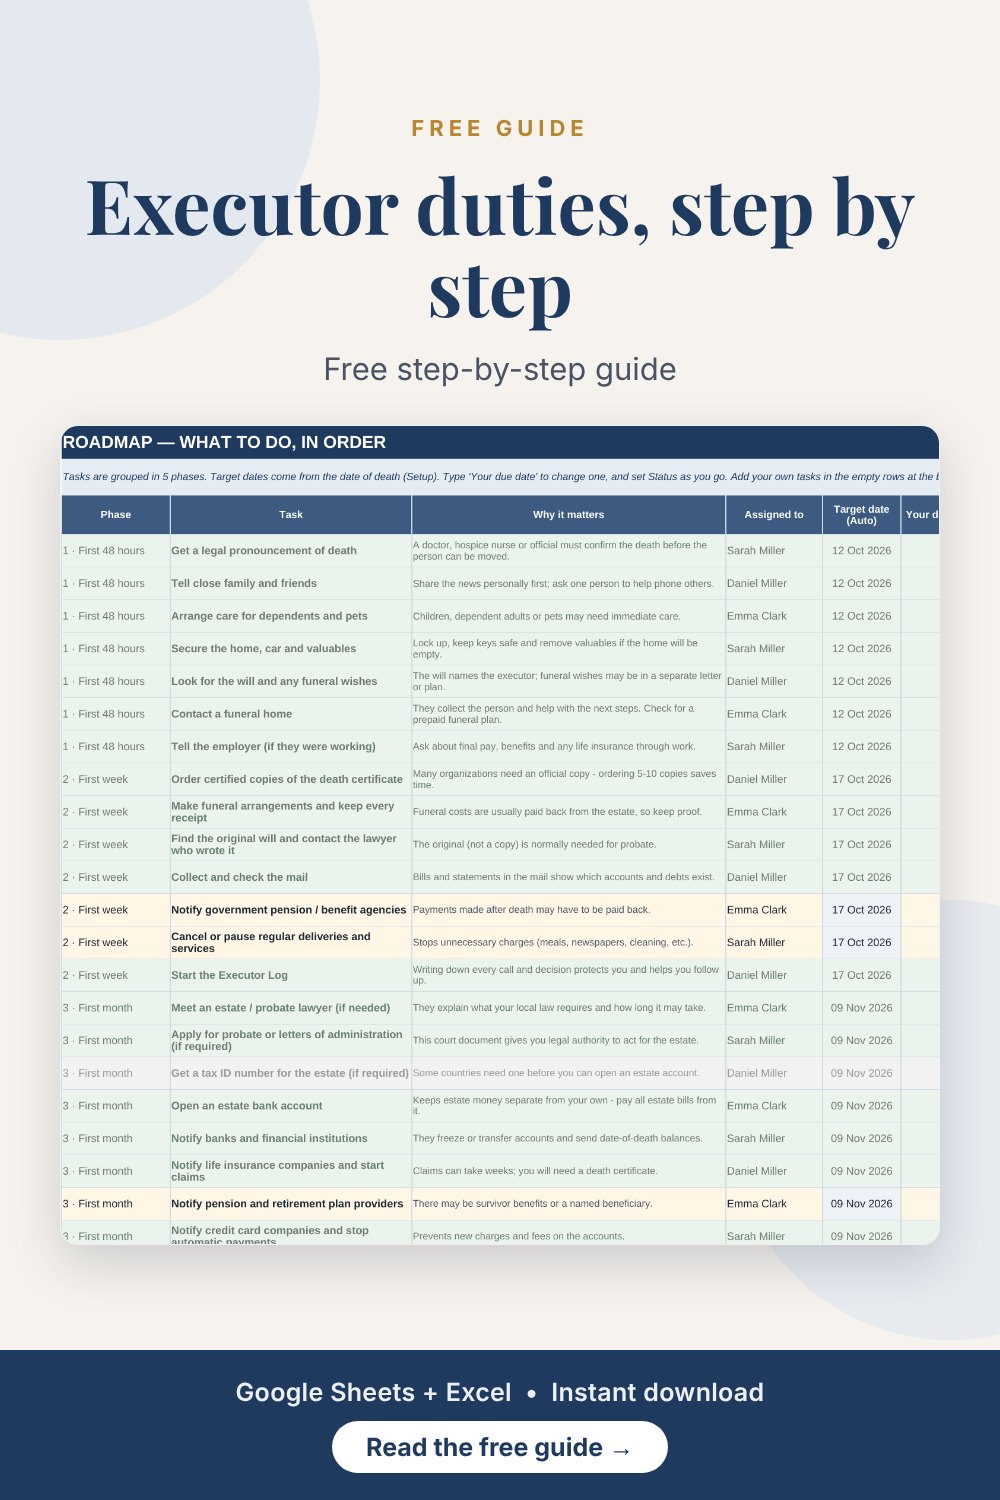 FREE GUIDE
Executor duties, step by
step
Free step-by-step guide
ROADMAP — WHAT TO DO, IN ORDER
Tasks are grouped in 5 phases. Target dates come from the date of death (Setup). Type 'Your due date' to change one, and set Status as you go. Add your own tasks in the empty rows at the
Phase Task Why it matters Assigned to Target date (Auto) Your d
1 · First 48 hours Get a legal pronouncement of death A doctor, hospice nurse or official must confirm the death before the person can be moved. Sarah Miller 12 Oct 2026
1 · First 48 hours Tell close family and friends Share the news personally first; ask one person to help phone others. Daniel Miller 12 Oct 2026
1 · First 48 hours Arrange care for dependents and pets Children, dependent adults or pets may need immediate care. Emma Clark 12 Oct 2026
1 · First 48 hours Secure the home, car and valuables Lock up, keep keys safe and remove valuables if the home will be empty. Sarah Miller 12 Oct 2026
1 · First 48 hours Look for the will and any funeral wishes The will names the executor; funeral wishes may be in a separate letter or plan. Daniel Miller 12 Oct 2026
1 · First 48 hours Contact a funeral home They collect the person and help with the next steps. Check for a prepaid funeral plan. Emma Clark 12 Oct 2026
1 · First 48 hours Tell the employer (if they were working) Ask about final pay, benefits and any life insurance through work. Sarah Miller 12 Oct 2026
2 · First week Order certified copies of the death certificate Many organizations need an official copy - ordering 5-10 copies saves time. Daniel Miller 17 Oct 2026
2 · First week Make funeral arrangements and keep every receipt Funeral costs are usually paid back from the estate, so keep proof. Emma Clark 17 Oct 2026
2 · First week Find the original will and contact the lawyer who wrote it The original (not a copy) is normally needed for probate. Sarah Miller 17 Oct 2026
2 · First week Collect and check the mail Bills and statements in the mail show which accounts and debts exist. Daniel Miller 17 Oct 2026
2 · First week Notify government pension / benefit agencies Payments made after death may have to be paid back. Emma Clark 17 Oct 2026
2 · First week Cancel or pause regular deliveries and services Stops unnecessary charges (meals, newspapers, cleaning, etc.). Sarah Miller 17 Oct 2026
2 · First week Start the Executor Log Writing down every call and decision protects you and helps you follow up. Daniel Miller 17 Oct 2026
3 · First month Meet an estate / probate lawyer (if needed) They explain what your local law requires and how long it may take. Emma Clark 09 Nov 2026
3 · First month Apply for probate or letters of administration (if required) This court document gives you legal authority to act for the estate. Sarah Miller 09 Nov 2026
3 · First month Get a tax ID number for the estate (if required) Some countries need one before you can open an estate account. Daniel Miller 09 Nov 2026
3 · First month Open an estate bank account Keeps estate money separate from your own - pay all estate bills from it. Emma Clark 09 Nov 2026
3 · First month Notify banks and financial institutions They freeze or transfer accounts and send date-of-death balances. Sarah Miller 09 Nov 2026
3 · First month Notify life insurance companies and start claims Claims can take weeks; you will need a death certificate. Daniel Miller 09 Nov 2026
3 · First month Notify pension and retirement plan providers There may be survivor benefits or a named beneficiary. Emma Clark 09 Nov 2026
3 · First month Notify credit card companies and stop automatic payments Prevents new charges and fees on the accounts. Sarah Miller 09 Nov 2026
Google Sheets + Excel • Instant download
Read the free guide →